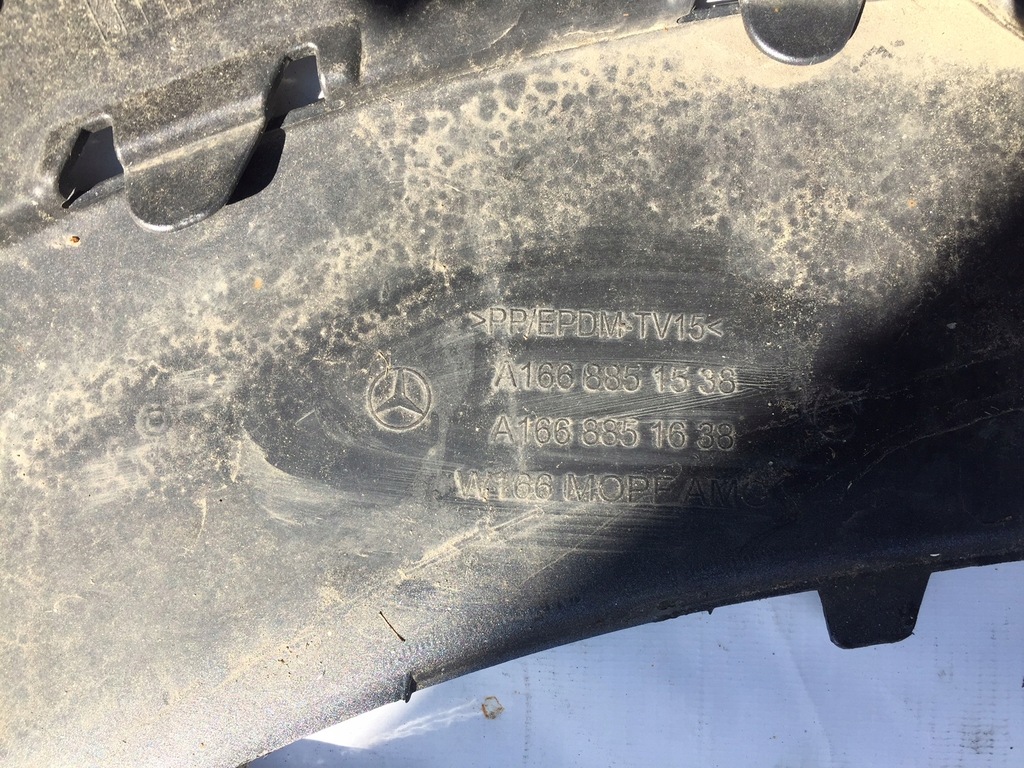 >PP/EPDM-TV15<
A166 885 15 38
A166 885 16 38
W166 MOPF AMG